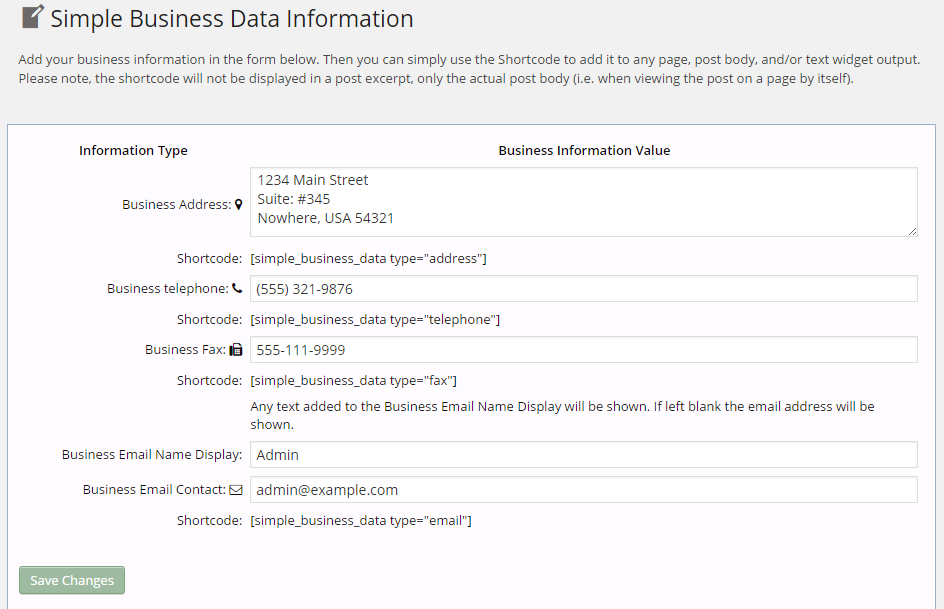 Simple Business Data Information
Add your business information in the form below. Then you can simply use the Shortcode to add it to any page, post body, and/or text widget output.
Please note, the shortcode will not be displayed in a post excerpt, only the actual post body (i.e. when viewing the post on a page by itself).
Information Type Business Information Value
1234 Main Street
Business Address: Suite: #345
Nowhere, USA 54321
Shortcode: [simple_business_data type="address"]
Business telephone: (555) 321-9876
Shortcode: [simple_business_data type="telephone"]
Business Fax: 555-111-9999
Shortcode: [simple_business_data type="fax"]
Any text added to the Business Email Name Display will be shown. If left blank the email address will be
shown.
Business Email Name Display: Admin
Business Email Contact: admin@example.com
Shortcode: [simple_business_data type="email"]
Save Changes